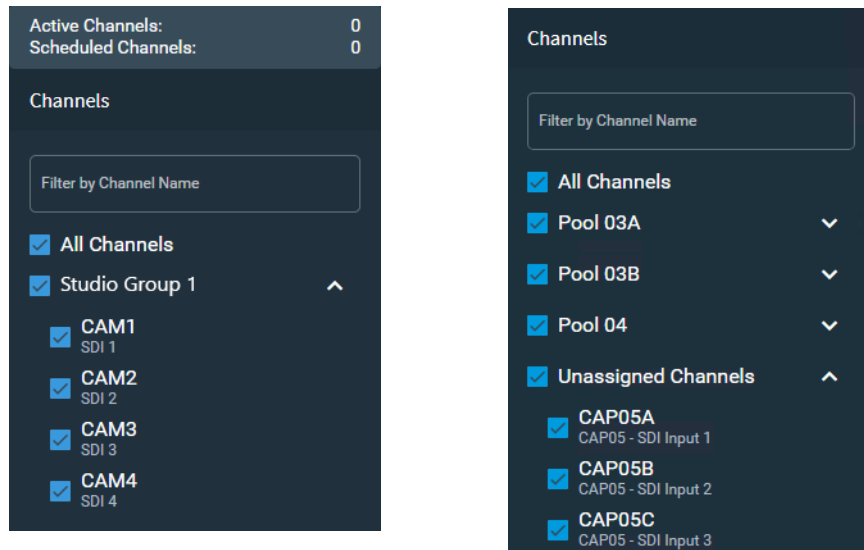 Active Channels: 0
Scheduled Channels: 0
Channels
Filter by Channel Name
All Channels
Studio Group 1
CAM1
SDI 1
CAM2
SDI 2
CAM3
SDI 3
CAM4
SDI 4
Channels
Filter by Channel Name
All Channels
Pool 03A
Pool 03B
Pool 04
Unassigned Channels
CAP05A
CAP05 - SDI Input 1
CAP05B
CAP05 - SDI Input 2
CAP05C
CAP05 - SDI Input 3